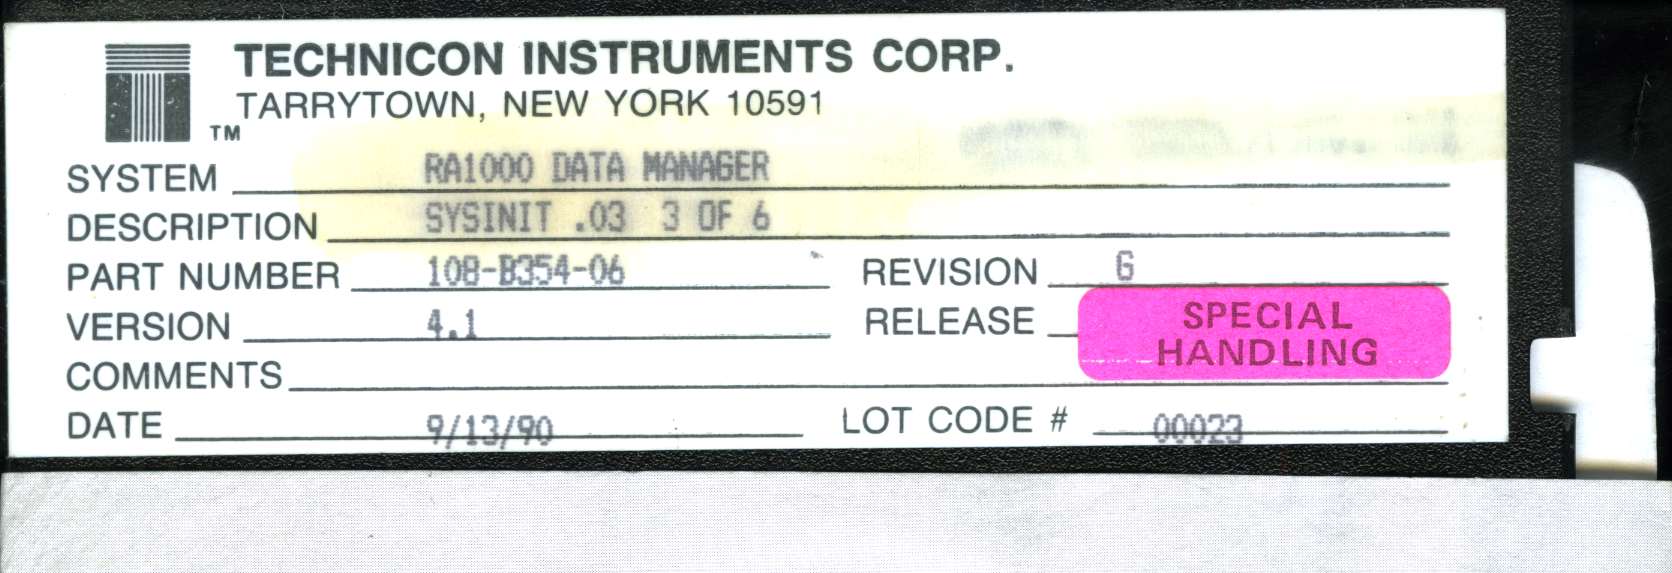 TECHNICON INSTRUMENTS CORP.
TARRYTOWN, NEW YORK 10591
TM
SYSTEM RA1000 DATA MANAGER
DESCRIPTION SYSINIT .03 3 OF 6
PART NUMBER 108-B354-06 REVISION G
VERSION 4.1 RELEASE SPECIAL HANDLING
COMMENTS
DATE 9/13/90 LOT CODE # 00023